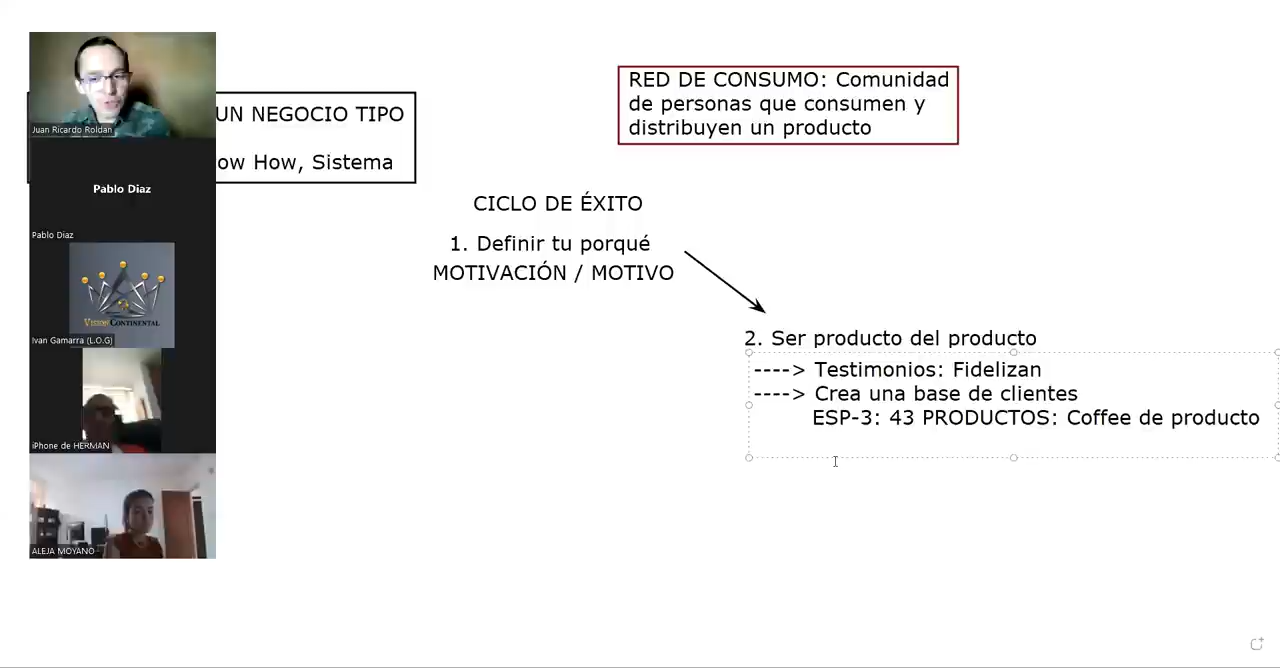 Juan Ricardo Roldan
Pablo Diaz
Pablo Diaz
VISION CONTINENTAL
Ivan Gamarra (L.O.G)
iPhone de HERMAN
ALEJA MOYANO
UN NEGOCIO TIPO
ow How, Sistema
RED DE CONSUMO: Comunidad
de personas que consumen y
distribuyen un producto
CICLO DE ÉXITO
1. Definir tu porqué
MOTIVACIÓN / MOTIVO
2. Ser producto del producto
----> Testimonios: Fidelizan
----> Crea una base de clientes
ESP-3: 43 PRODUCTOS: Coffee de producto